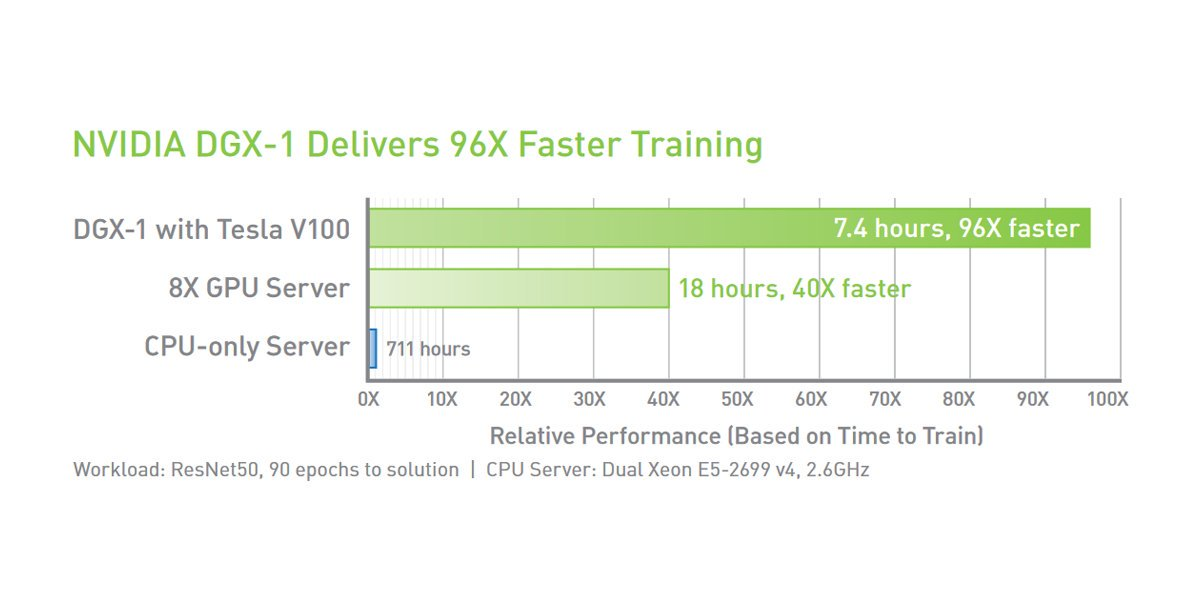 NVIDIA DGX-1 Delivers 96X Faster Training
DGX-1 with Tesla V100
7.4 hours, 96X faster
8X GPU Server
18 hours, 40X faster
CPU-only Server
711 hours
0X 10X 20X 30X 40X 50X 60X 70X 80X 90X 100X
Relative Performance (Based on Time to Train)
Workload: ResNet50, 90 epochs to solution | CPU Server: Dual Xeon E5-2699 v4, 2.6GHz